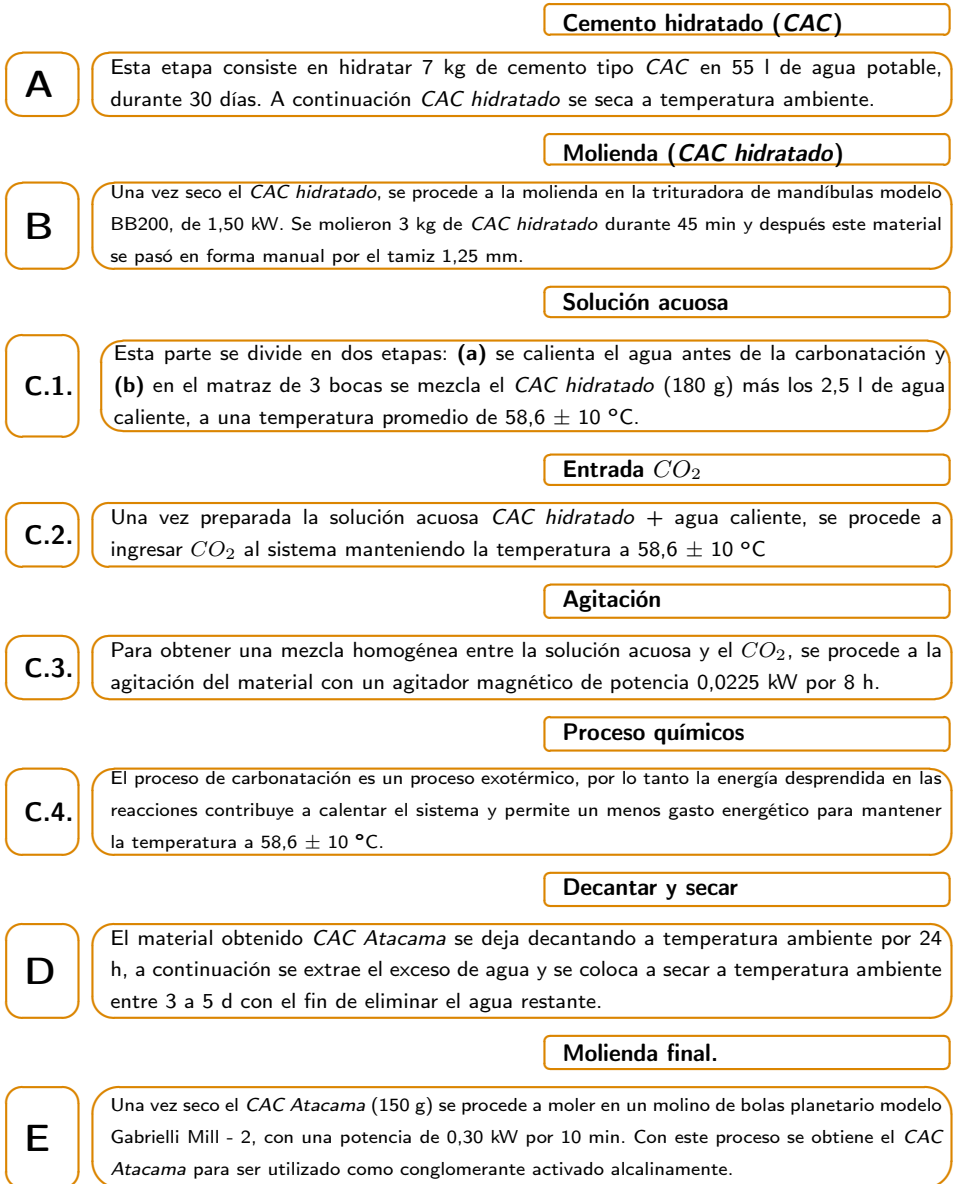 Cemento hidratado (CAC)
A
Esta etapa consiste en hidratar 7 kg de cemento tipo CAC en 55 l de agua potable,
durante 30 días. A continuación CAC hidratado se seca a temperatura ambiente.
Molienda (CAC hidratado)
B
Una vez seco el CAC hidratado, se procede a la molienda en la trituradora de mandíbulas modelo
BB200, de 1,50 kW. Se molieron 3 kg de CAC hidratado durante 45 min y después este material
se pasó en forma manual por el tamiz 1,25 mm.
Solución acuosa
C.1.
Esta parte se divide en dos etapas: (a) se calienta el agua antes de la carbonatación y
(b) en el matraz de 3 bocas se mezcla el CAC hidratado (180 g) más los 2,5 l de agua
caliente, a una temperatura promedio de 58,6 ± 10 ºC.
Entrada CO₂
C.2.
Una vez preparada la solución acuosa CAC hidratado + agua caliente, se procede a
ingresar CO₂ al sistema manteniendo la temperatura a 58,6 ± 10 ºC
Agitación
C.3.
Para obtener una mezcla homogénea entre la solución acuosa y el CO₂, se procede a la
agitación del material con un agitador magnético de potencia 0,0225 kW por 8 h.
Proceso químicos
C.4.
El proceso de carbonatación es un proceso exotérmico, por lo tanto la energía desprendida en las
reacciones contribuye a calentar el sistema y permite un menos gasto energético para mantener
la temperatura a 58,6 ± 10 ºC.
Decantar y secar
D
El material obtenido CAC Atacama se deja decantando a temperatura ambiente por 24
h, a continuación se extrae el exceso de agua y se coloca a secar a temperatura ambiente
entre 3 a 5 d con el fin de eliminar el agua restante.
Molienda final.
E
Una vez seco el CAC Atacama (150 g) se procede a moler en un molino de bolas planetario modelo
Gabrielli Mill - 2, con una potencia de 0,30 kW por 10 min. Con este proceso se obtiene el CAC
Atacama para ser utilizado como conglomerante activado alcalinamente.